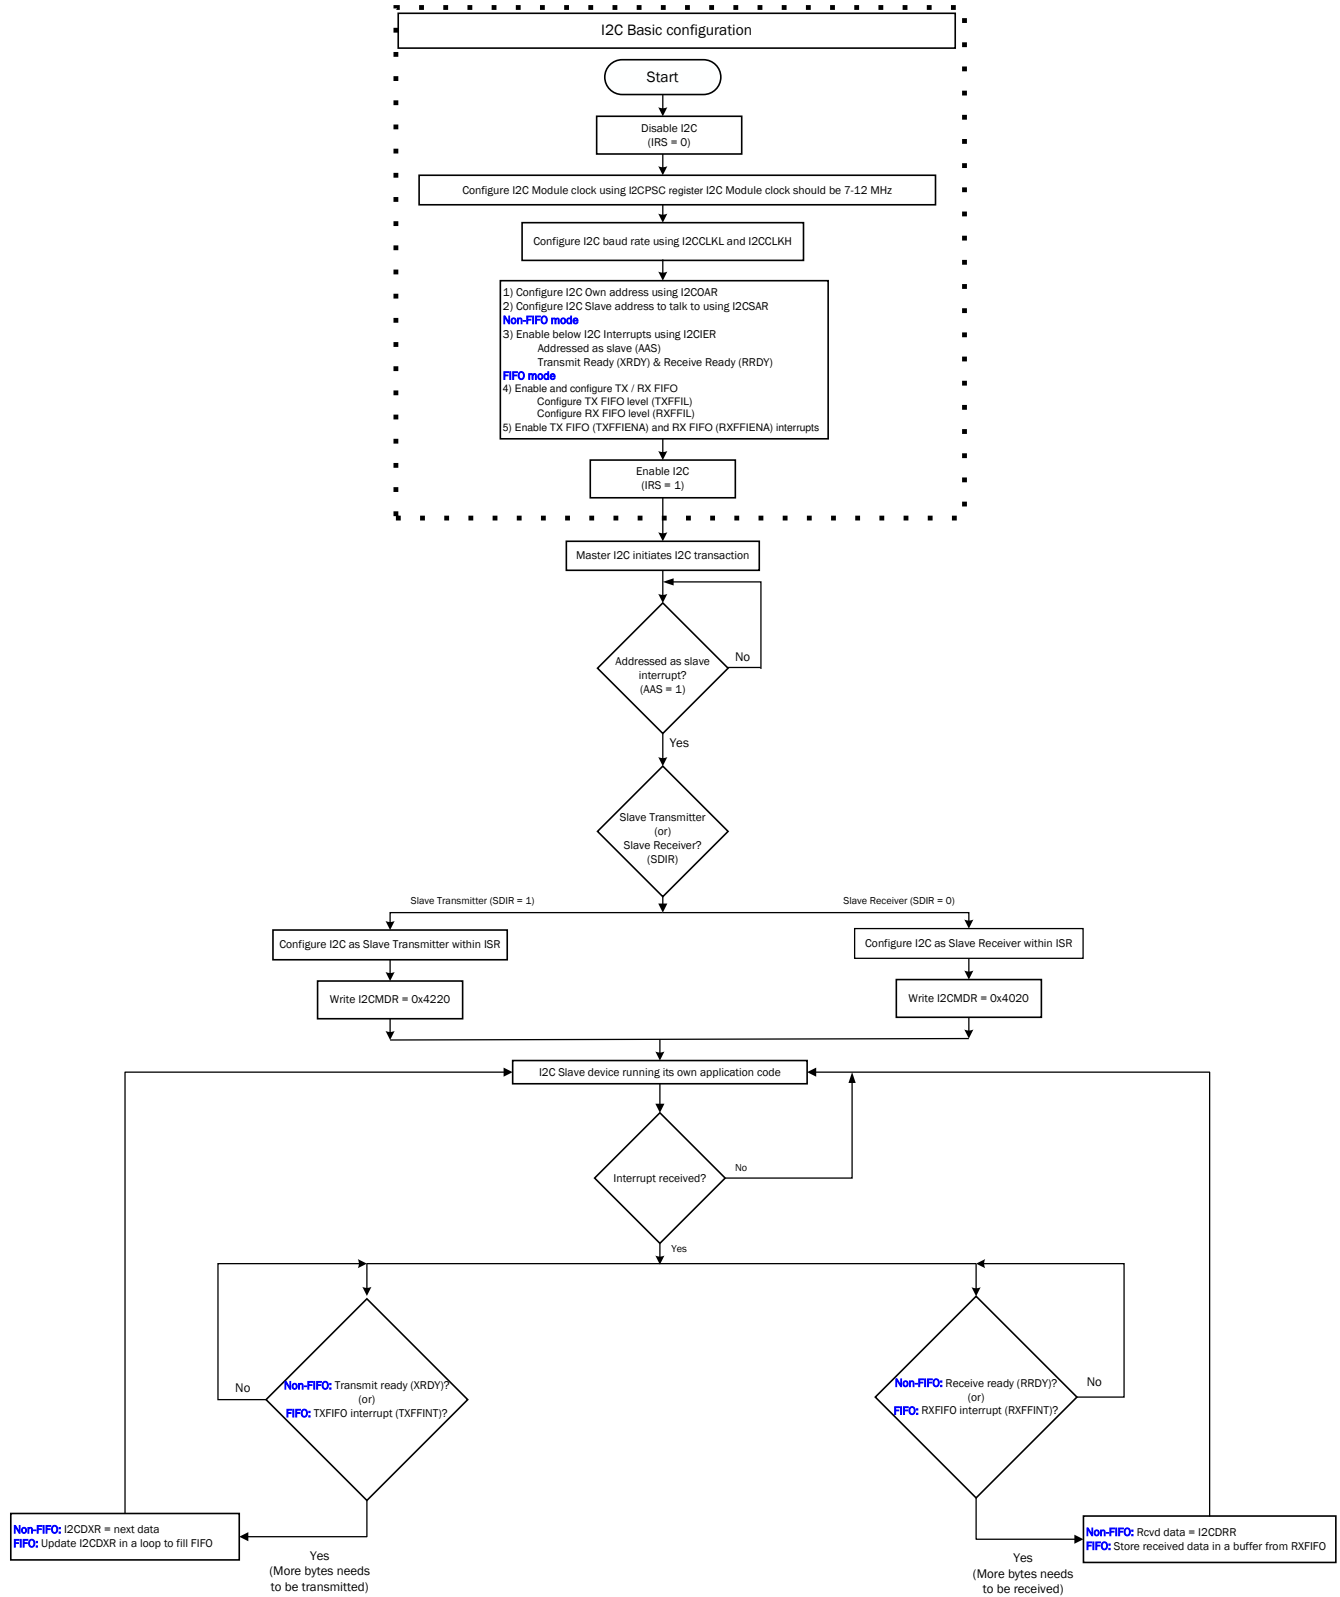 I2C Basic configuration
Start
Disable I2C
(IRS = 0)
Configure I2C Module clock using I2CPSC register I2C Module clock should be 7-12 MHz
Configure I2C baud rate using I2CCLKL and I2CCLKH
1) Configure I2C Own address using I2COAR
2) Configure I2C Slave address to talk to using I2CSAR
Non-FIFO mode
3) Enable below I2C Interrupts using I2CIER
Addressed as slave (AAS)
Transmit Ready (XRDY) & Receive Ready (RRDY)
FIFO mode
4) Enable and configure TX / RX FIFO
Configure TX FIFO level (TXFFIL)
Configure RX FIFO level (RXFFIL)
5) Enable TX FIFO (TXFFIENA) and RX FIFO (RXFFIENA) interrupts
Enable I2C
(IRS = 1)
Master I2C initiates I2C transaction
Addressed as slave
interrupt?
(AAS = 1)
No
Yes
Slave Transmitter
(or)
Slave Receiver?
(SDIR)
Slave Transmitter (SDIR = 1)
Slave Receiver (SDIR = 0)
Configure I2C as Slave Transmitter within ISR
Configure I2C as Slave Receiver within ISR
Write I2CMDR = 0x4220
Write I2CMDR = 0x4020
I2C Slave device running its own application code
Interrupt received?
No
Yes
Non-FIFO: Transmit ready (XRDY)?
(or)
FIFO: TXFIFO interrupt (TXFFINT)?
No
Non-FIFO: Receive ready (RRDY)?
(or)
FIFO: RXFIFO interrupt (RXFFINT)?
No
Non-FIFO: I2CDXR = next data
FIFO: Update I2CDXR in a loop to fill FIFO
Yes
(More bytes needs
to be transmitted)
Yes
(More bytes needs
to be received)
Non-FIFO: Rcvd data = I2CDRR
FIFO: Store received data in a buffer from RXFIFO